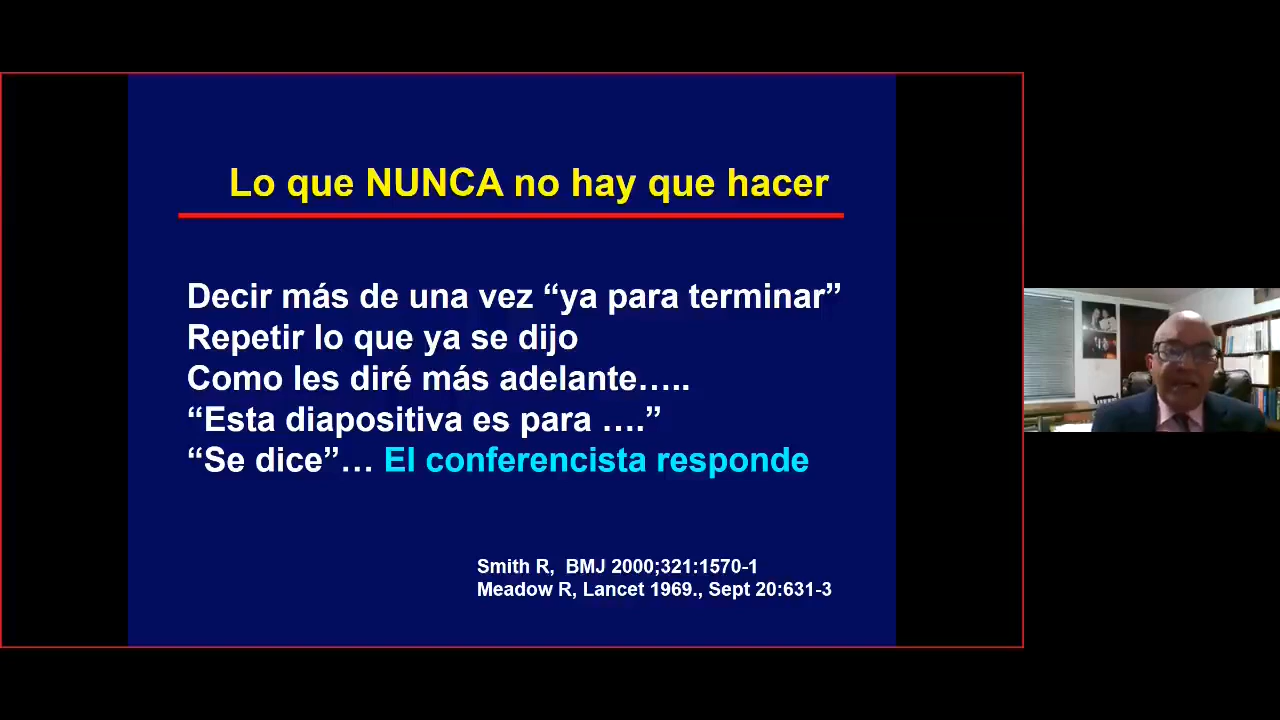 Lo que NUNCA no hay que hacer
Decir más de una vez “ya para terminar”
Repetir lo que ya se dijo
Como les diré más adelante…..
“Esta diapositiva es para ….”
“Se dice”… El conferencista responde
Smith R,  BMJ 2000;321:1570-1
Meadow R, Lancet 1969., Sept 20:631-3